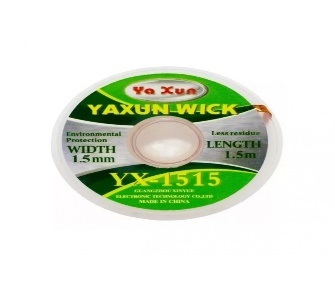 Ya Xun
YAXUN WICK
Environmental
Protection
WIDTH
1.5mm
Less residue
LENGTH
1.5m
YX-1515
GUANGZHOU XINYUE
ELECTRONIC TECHNOLOGY CO.,LTD
MADE IN CHINA